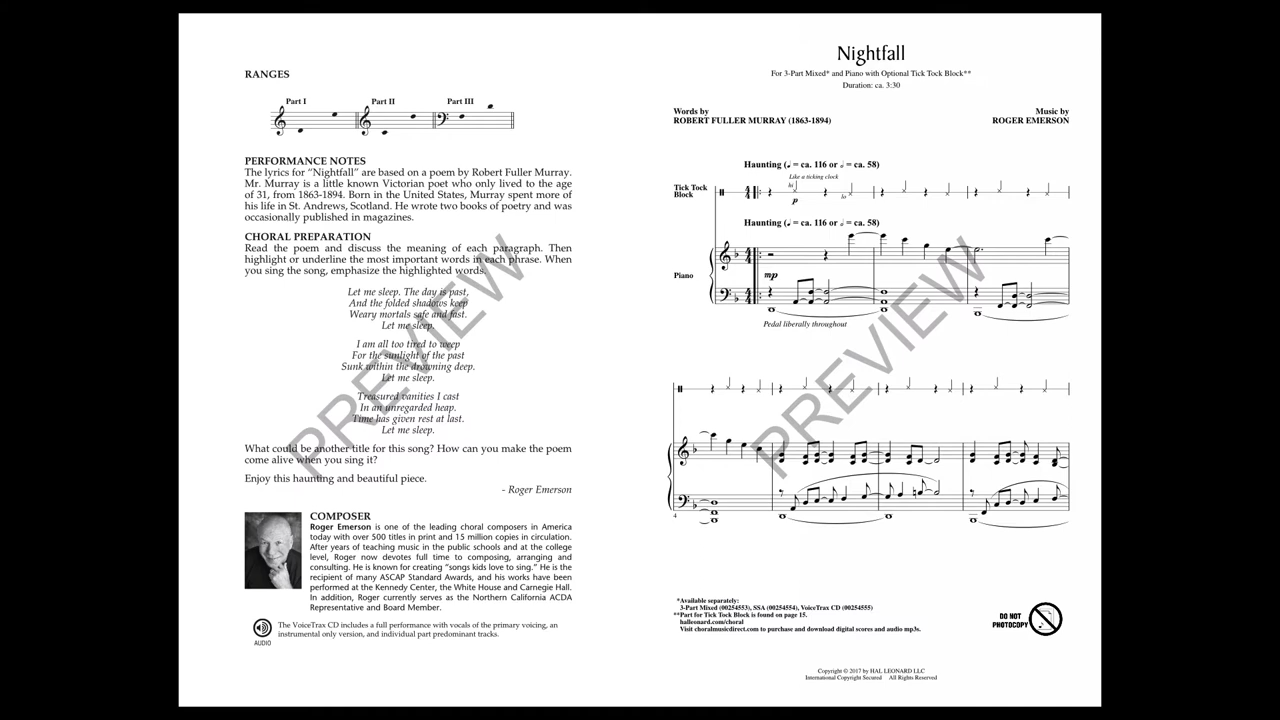 RANGES
Part I
Part II
Part III
PERFORMANCE NOTES
The lyrics for “Nightfall” are based on a poem by Robert Fuller Murray.
Mr. Murray is a little known Victorian poet who only lived to the age
of 31, from 1863-1894. Born in the United States, Murray spent more of
his life in St. Andrews, Scotland. He wrote two books of poetry and was
occasionally published in magazines.
CHORAL PREPARATION
Read the poem and discuss the meaning of each paragraph. Then
highlight or underline the most important words in each phrase. When
you sing the song, emphasize the highlighted words.
Let me sleep. The day is past,
And the folded shadows keep
Weary mortals safe and fast.
Let me sleep.
I am all too tired to weep
For the sunlight of the past
Sunk within the drowning deep.
Let me sleep.
Treasured vanities I cast
In an unregarded heap.
Time has given rest at last.
Let me sleep.
What could be another title for this song? How can you make the poem
come alive when you sing it?
Enjoy this haunting and beautiful piece.
- Roger Emerson
COMPOSER
Roger Emerson is one of the leading choral composers in America
today with over 500 titles in print and 15 million copies in circulation.
After years of teaching music in the public schools and at the college
level, Roger now devotes full time to composing, arranging and
consulting. He is known for creating “songs kids love to sing.” He is the
recipient of many ASCAP Standard Awards, and his works have been
performed at the Kennedy Center, the White House and Carnegie Hall.
In addition, Roger currently serves as the Northern California ACDA
Representative and Board Member.
AUDIO
The VoiceTrax CD includes a full performance with vocals of the primary voicing, an
instrumental only version, and individual part predominant tracks.
PREVIEW
Nightfall
For 3-Part Mixed* and Piano with Optional Tick Tock Block**
Duration: ca. 3:30
Words by
ROBERT FULLER MURRAY (1863-1894)
Music by
ROGER EMERSON
Haunting (♩ = ca. 116 or 𝅗𝅥 = ca. 58)
Like a ticking clock
hi
lo
Tick Tock
Block
p
Haunting (♩ = ca. 116 or 𝅗𝅥 = ca. 58)
Piano
mp
Pedal liberally throughout
4
PREVIEW
*Available separately:
3-Part Mixed (00254553), SSA (00254554), VoiceTrax CD (00254555)
**Part for Tick Tock Block is found on page 15.
halleonard.com/choral
Visit choralmusicdirect.com to purchase and download digital scores and audio mp3s.
DO NOT
PHOTOCOPY
Copyright © 2017 by HAL LEONARD LLC
International Copyright Secured All Rights Reserved